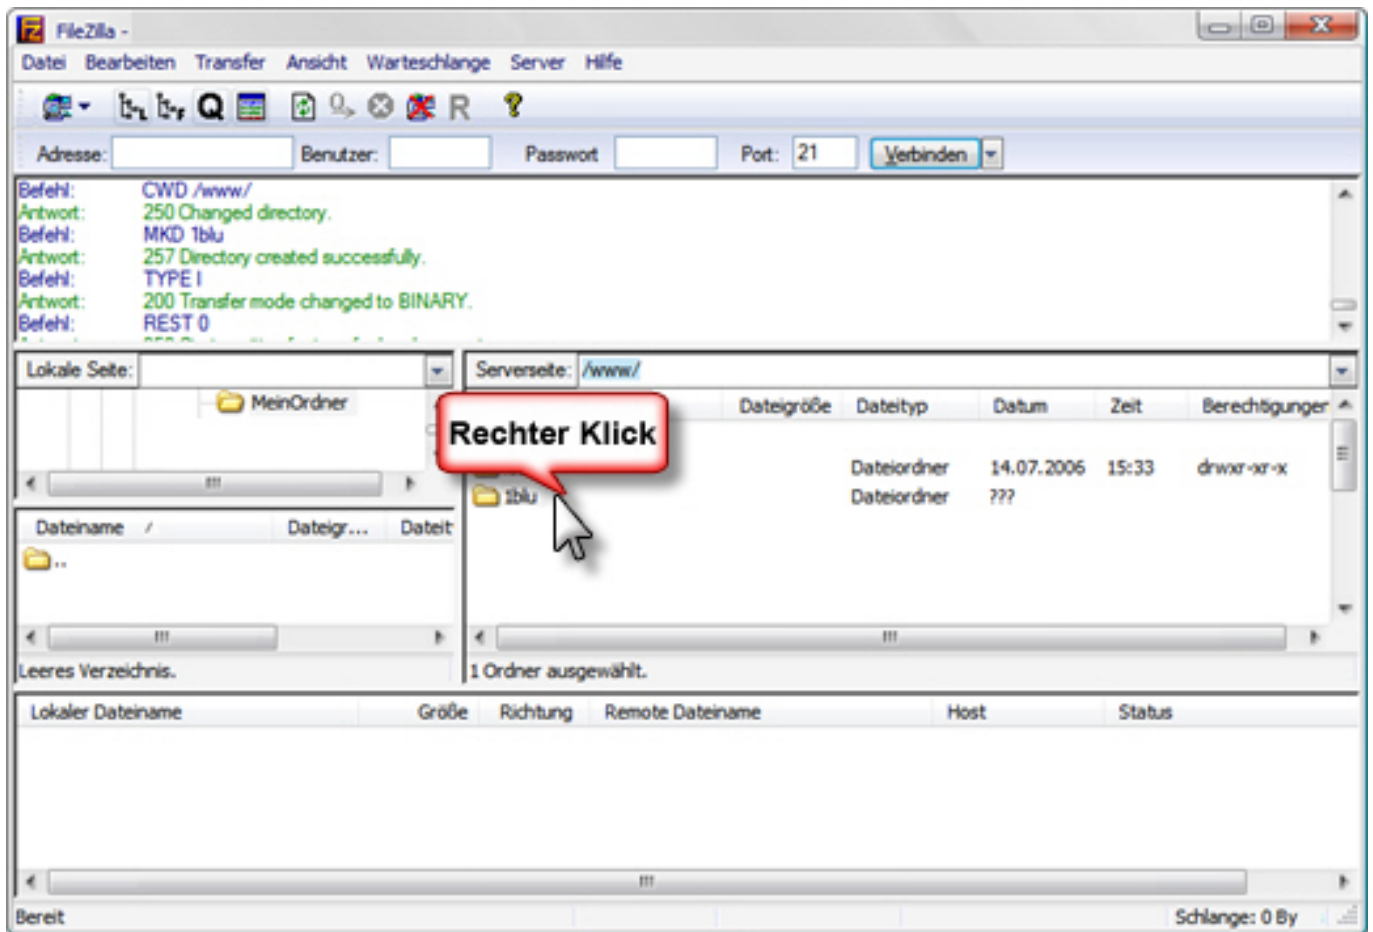 FileZilla -
Datei Bearbeiten Transfer Ansicht Warteschlange Server Hilfe
Q R ?
Adresse: Benutzer: Passwort Port: 21 Verbinden
Befehl: CWD /www/
Antwort: 250 Changed directory.
Befehl: MKD 1blu
Antwort: 257 Directory created successfully.
Befehl: TYPE I
Antwort: 200 Transfer mode changed to BINARY.
Befehl: REST 0
Lokale Seite: Serverseite: /www/
MeinOrdner
Dateigröße Dateityp Datum Zeit Berechtigungen
Rechter Klick
Dateiordner 14.07.2006 15:33 drwxr-xr-x
1blu Dateiordner ???
Dateiname / Dateigr... Dateit
..
Leeres Verzeichnis. 1 Ordner ausgewählt.
Lokaler Dateiname Größe Richtung Remote Dateiname Host Status
Bereit Schlange: 0 By